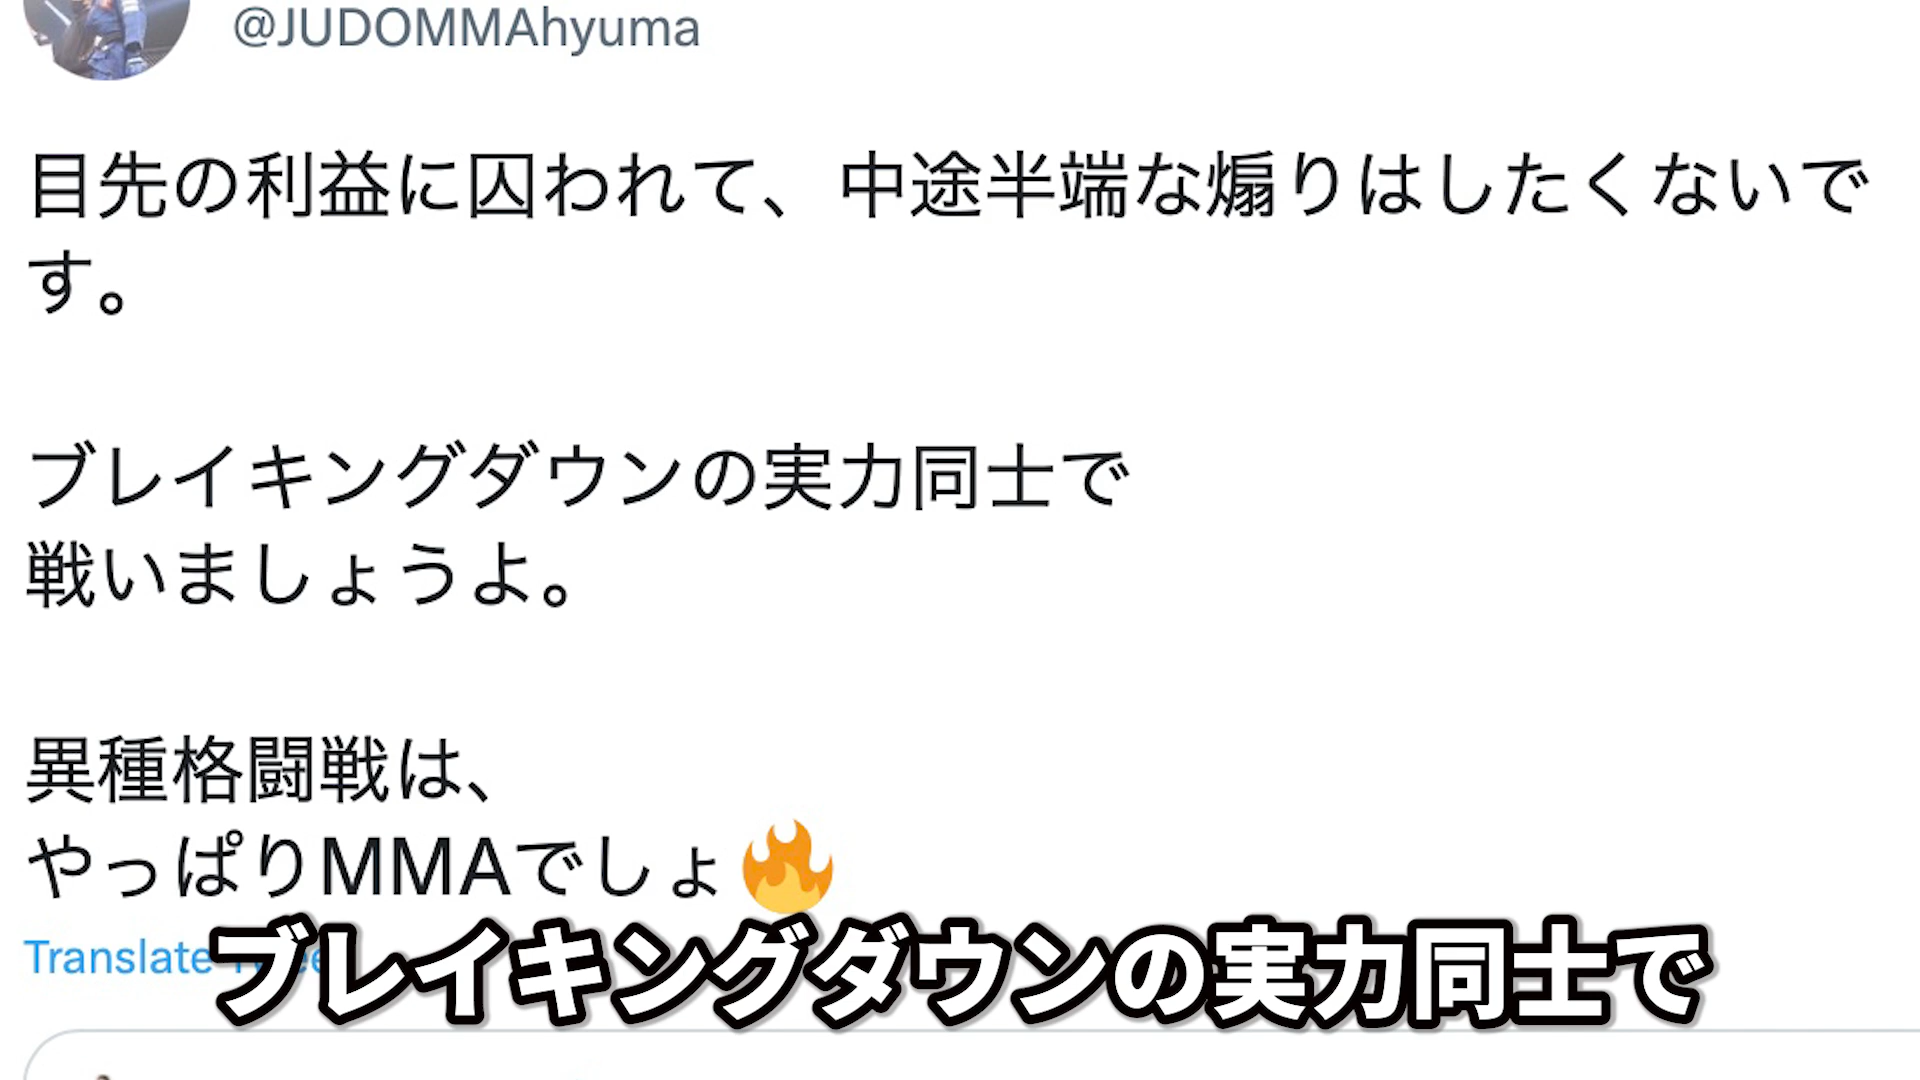 @JUDOMMAhyuma
目先の利益に囚われて、中途半端な煽りはしたくないで
す。
ブレイキングダウンの実力同士で
戦いましょうよ。
異種格闘戦は、
やっぱりMMAでしょ🔥
Translate
ブレイキングダウンの実力同士で